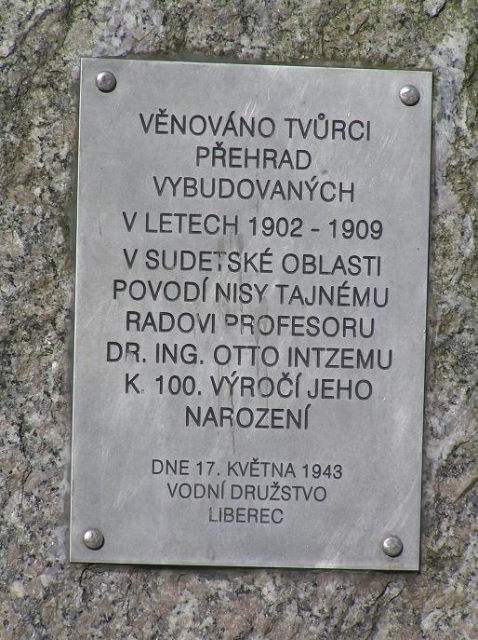 VĚNOVÁNO TVŮRCI
PŘEHRAD
VYBUDOVANÝCH
V LETECH 1902 - 1909
V SUDETSKÉ OBLASTI
POVODÍ NISY TAJNÉMU
RADOVI PROFESORU
DR. ING. OTTO INTZEMU
K 100. VÝROČÍ JEHO
NAROZENÍ
DNE 17. KVĚTNA 1943
VODNÍ DRUŽSTVO
LIBEREC